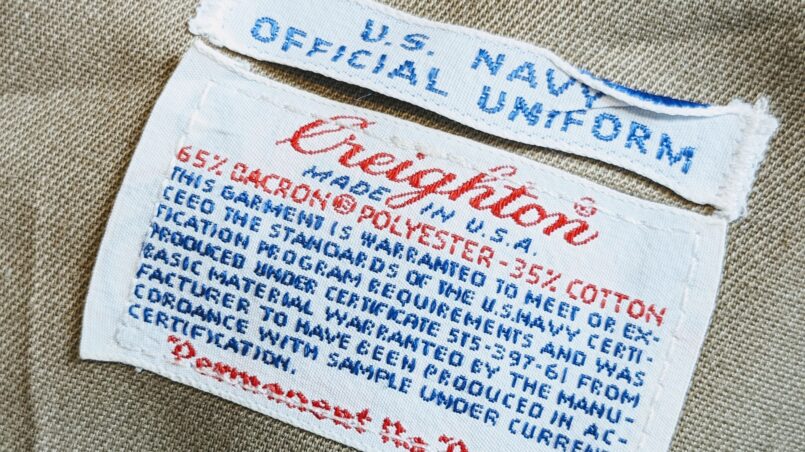 U.S. NAVY
OFFICIAL UNIFORM
Creighton ®
MADE IN U.S.A.
65% DACRON ® POLYESTER - 35% COTTON
THIS GARMENT IS WARRANTED TO MEET OR EX-
CEED THE STANDARDS OF THE U.S.NAVY CERTI-
FICATION PROGRAM REQUIREMENTS AND WAS
PRODUCED UNDER CERTIFICATE 575-397-61 FROM
BASIC MATERIAL WARRANTED BY THE MANU-
FACTURER TO HAVE BEEN PRODUCED IN AC-
CORDANCE WITH SAMPLE UNDER CURRENT
CERTIFICATION.
Permanent